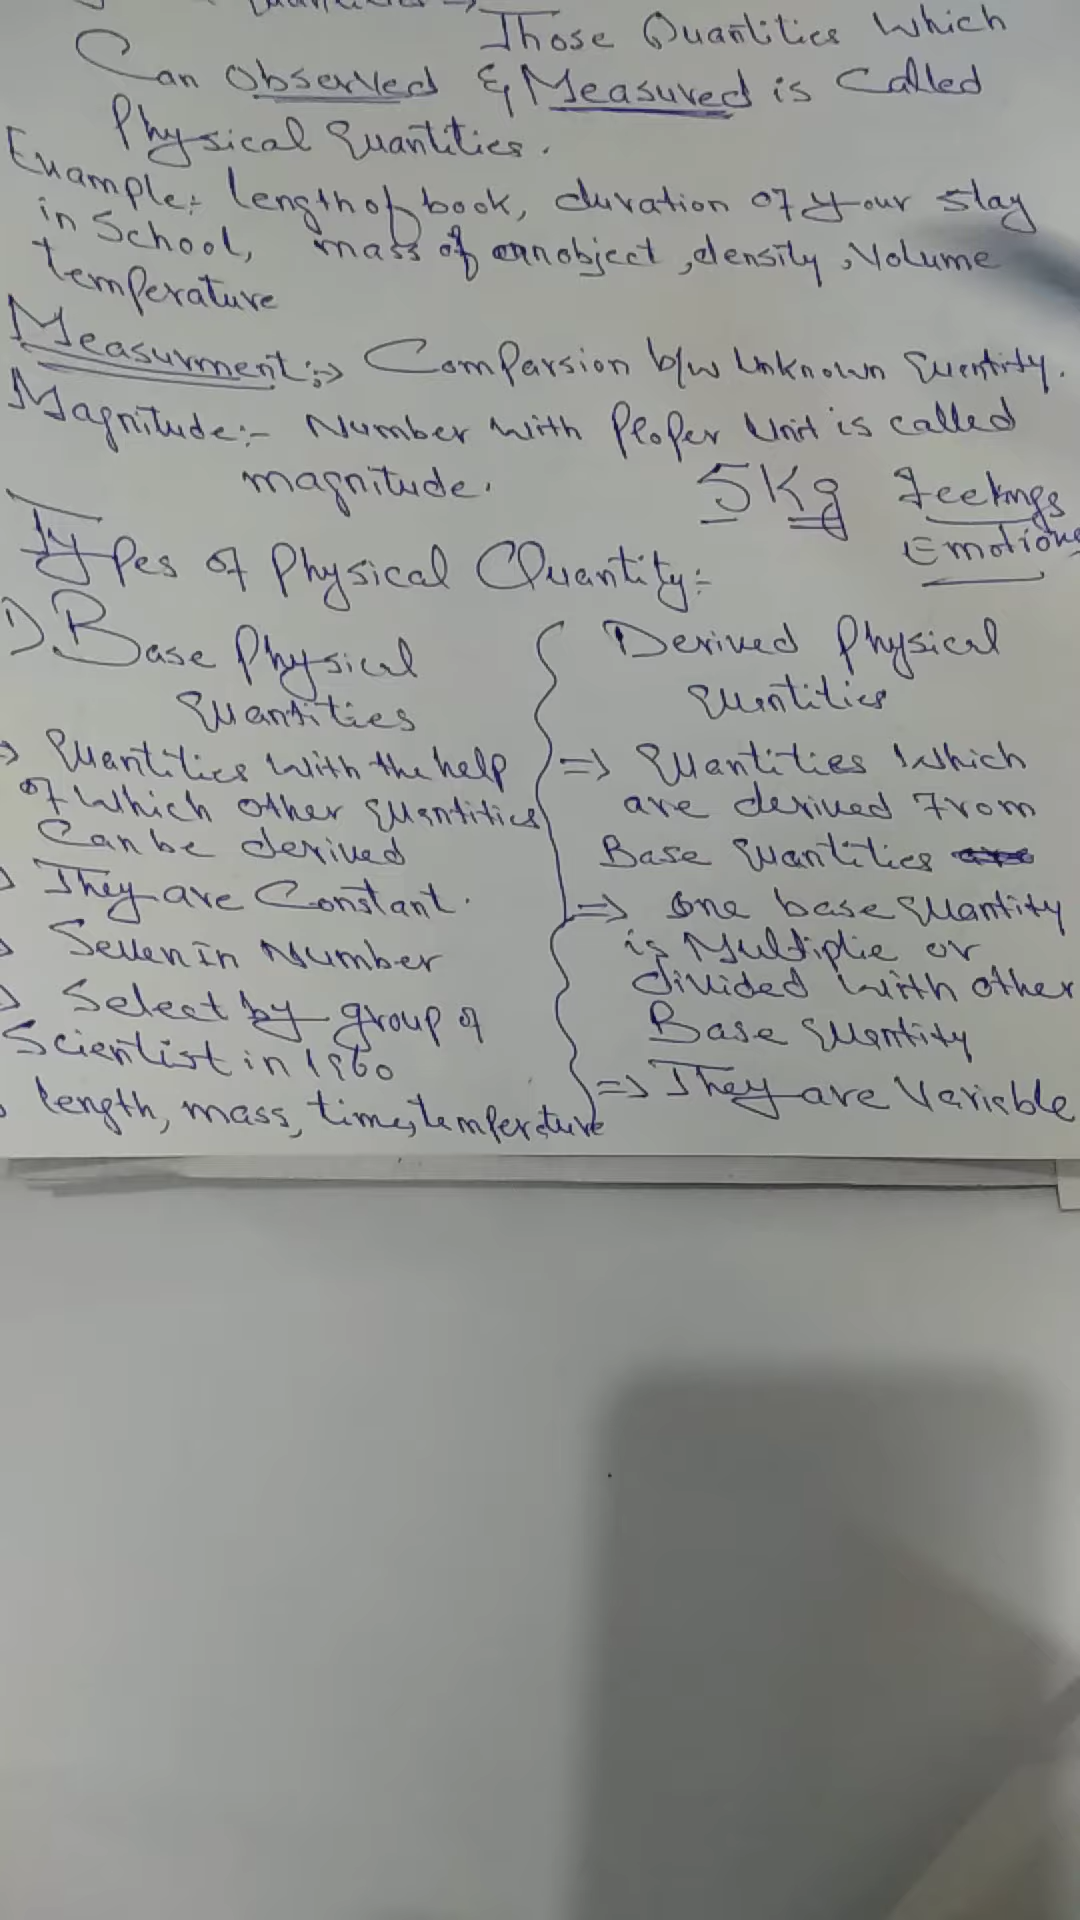 Those Quantities Which
Can Observed & Measured is Called
Physical Quantities.
Example:- length of book, duration of your stay
in School, mass of an object, density, Volume
temperature
Measurment:-> Comparsion b/w Unknown Quentity.
Magnitude:- Number with Proper Unit is called
magnitude.
5Kg Feelings
Emotions
Types of Physical Quantity:-
1) Base Physical
Quantities
=> Quantities with the help
of Which other Quantities
Can be derived
They are Constant.
Seven In Number
Select by group of
Scientist in 1960
length, mass, time, temperature
Derived Physical
Quantities
=> Quantities Which
are derived From
Base Quantities
=> One base Quantity
is Multiplie or
divided with other
Base Quantity
=> They are Variable